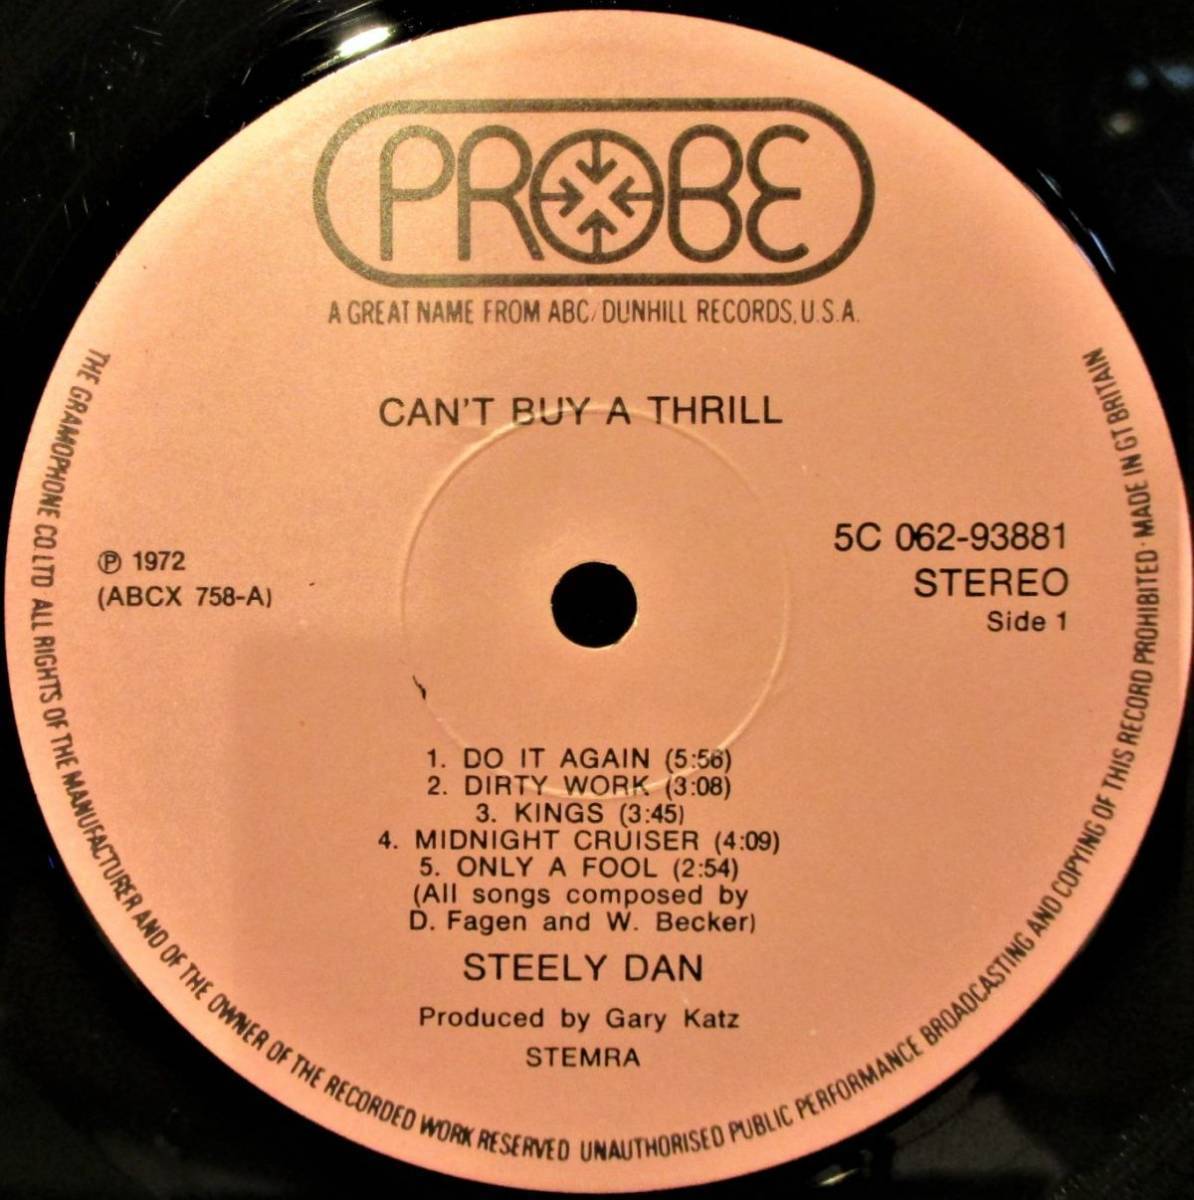 PROBE
A GREAT NAME FROM ABC/DUNHILL RECORDS, U.S.A.
CAN'T BUY A THRILL
℗ 1972
(ABCX 758-A)
5C 062-93881
STEREO
Side 1
1. DO IT AGAIN (5:56)
2. DIRTY WORK (3:08)
3. KINGS (3:45)
4. MIDNIGHT CRUISER (4:09)
5. ONLY A FOOL (2:54)
(All songs composed by
D. Fagen and W. Becker)
STEELY DAN
Produced by Gary Katz
STEMRA
THE GRAMOPHONE CO. LTD ALL RIGHTS OF THE MANUFACTURER AND OF THE OWNER OF THE RECORDED WORK RESERVED UNAUTHORISED PUBLIC PERFORMANCE BROADCASTING AND COPYING OF THIS RECORD PROHIBITED · MADE IN GT BRITAIN